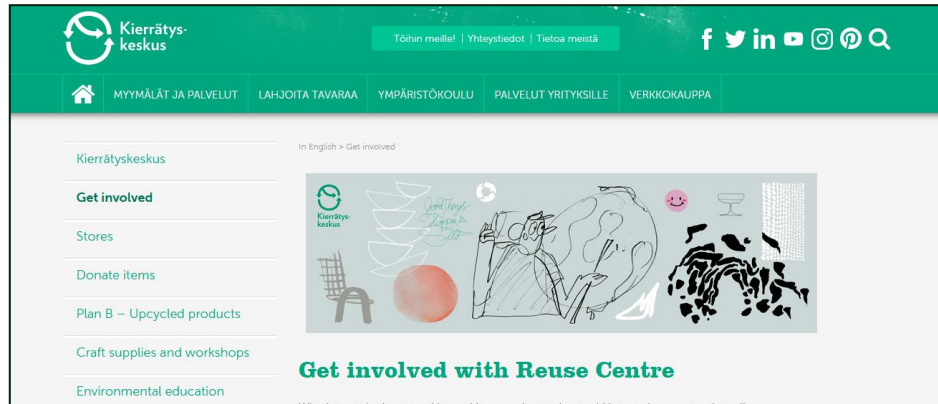 Kierrätys-
keskus
Töihin meille! | Yhteystiedot | Tietoa meistä
MYYMÄLÄT JA PALVELUT
LAHJOITA TAVARAA
YMPÄRISTÖKOULU
PALVELUT YRITYKSILLE
VERKKOKAUPPA
Kierrätyskeskus
Get involved
Stores
Donate items
Plan B – Upcycled products
Craft supplies and workshops
Environmental education
In English > Get involved
Kierrätys-
keskus
Get involved with Reuse Centre